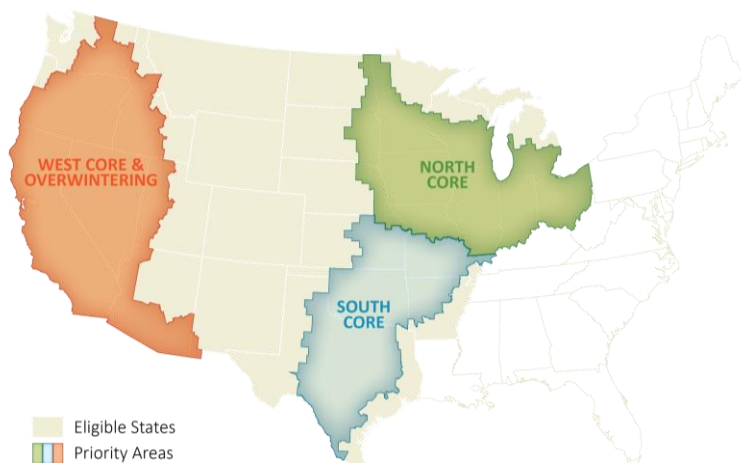 WEST CORE &
OVERWINTERING
NORTH
CORE
SOUTH
CORE
Eligible States
Priority Areas